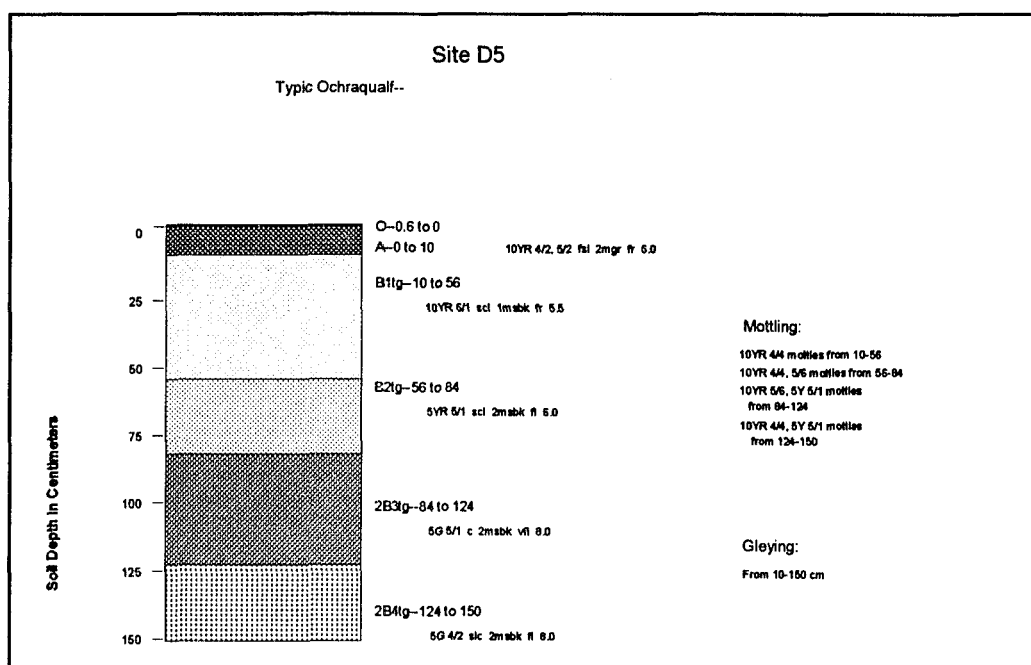 Site D5
Typic Ochraqualf--
Soil Depth in Centimeters
0
25
50
75
100
125
150
O--0.6 to 0
A--0 to 10 10YR 4/2, 5/2 fsl 2mgr fr 6.0
B1tg--10 to 56
10YR 6/1 scl 1msbk fr 5.5
B2tg--56 to 84
5YR 5/1 scl 2msbk fi 6.0
2B3tg--84 to 124
5G 5/1 c 2msbk vfi 8.0
2B4tg--124 to 150
5G 4/2 sic 2msbk fi 8.0
Mottling:
10YR 4/4 mottles from 10-56
10YR 4/4, 5/6 mottles from 56-84
10YR 5/6, 5Y 5/1 mottles
from 84-124
10YR 4/4, 5Y 5/1 mottles
from 124-150
Gleying:
From 10-150 cm